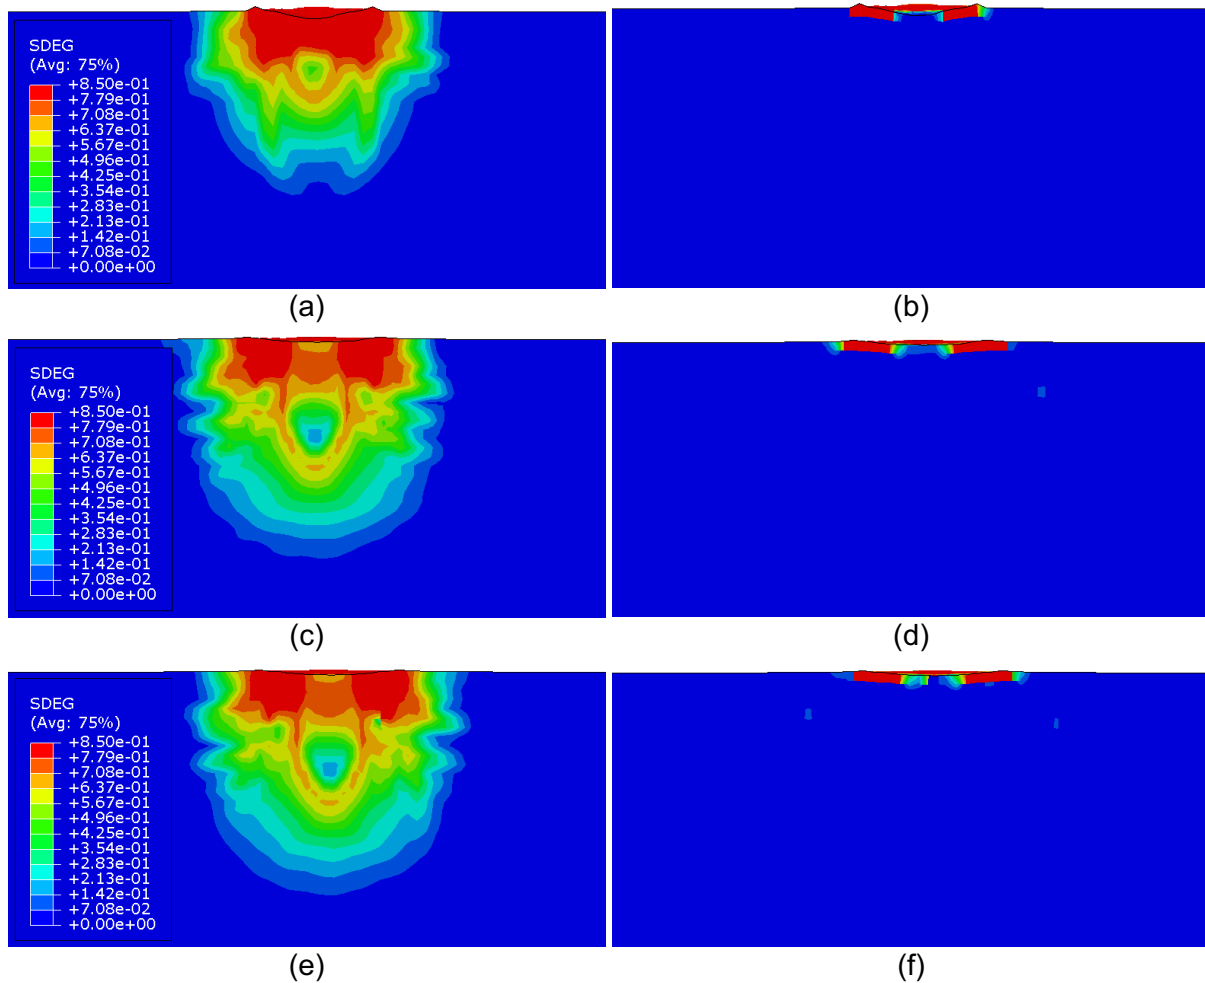 SDEG
(Avg: 75%)
+8.50e-01
+7.79e-01
+7.08e-01
+6.37e-01
+5.67e-01
+4.96e-01
+4.25e-01
+3.54e-01
+2.83e-01
+2.13e-01
+1.42e-01
+7.08e-02
+0.00e+00
(a)
(b)
SDEG
(Avg: 75%)
+8.50e-01
+7.79e-01
+7.08e-01
+6.37e-01
+5.67e-01
+4.96e-01
+4.25e-01
+3.54e-01
+2.83e-01
+2.13e-01
+1.42e-01
+7.08e-02
+0.00e+00
(c)
(d)
SDEG
(Avg: 75%)
+8.50e-01
+7.79e-01
+7.08e-01
+6.37e-01
+5.67e-01
+4.96e-01
+4.25e-01
+3.54e-01
+2.83e-01
+2.13e-01
+1.42e-01
+7.08e-02
+0.00e+00
(e)
(f)